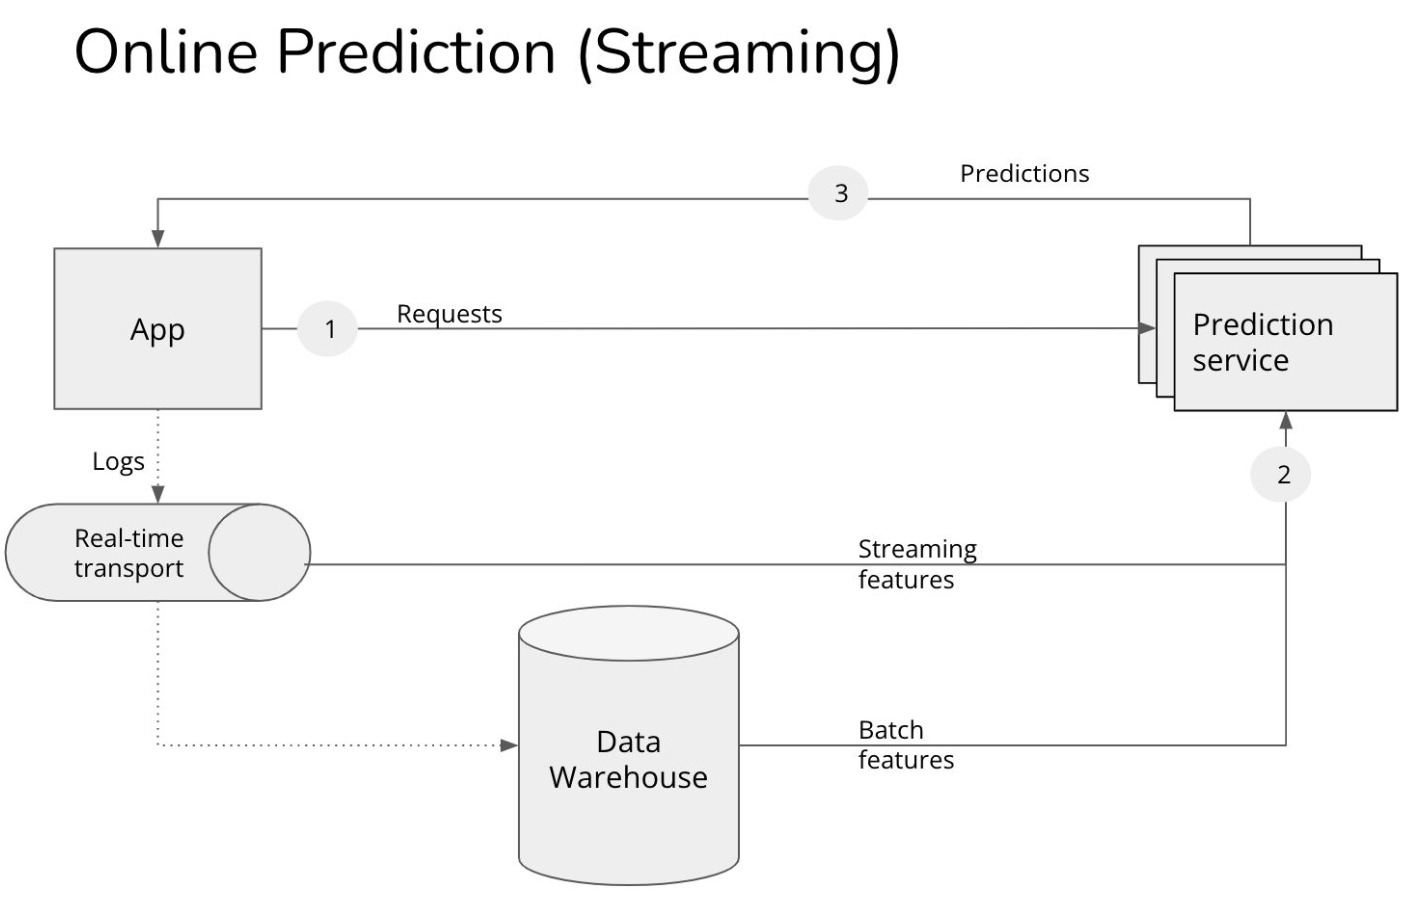 Online Prediction (Streaming)
3
Predictions
App
1
Requests
Prediction
service
Logs
2
Real-time
transport
Streaming
features
Data
Warehouse
Batch
features